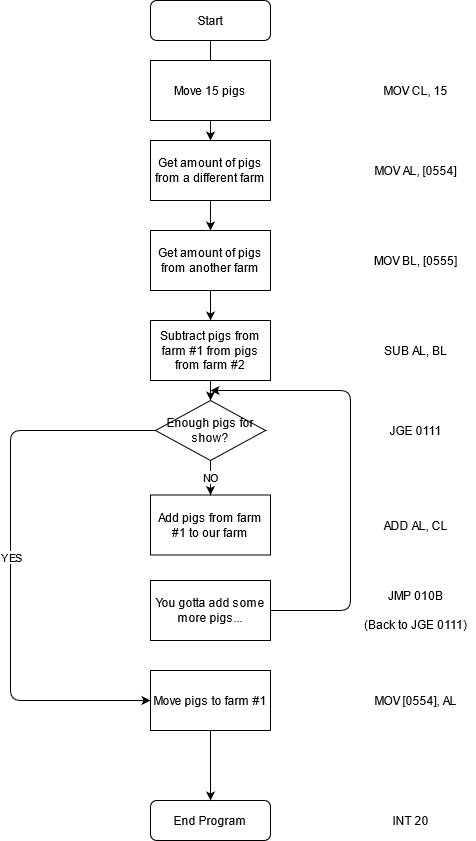 Start
Move 15 pigs
MOV CL, 15
Get amount of pigs
from a different farm
MOV AL, [0554]
Get amount of pigs
from another farm
MOV BL, [0555]
Subtract pigs from
farm #1 from pigs
from farm #2
SUB AL, BL
Enough pigs for
show?
JGE 0111
NO
Add pigs from farm
#1 to our farm
ADD AL, CL
YES
You gotta add some
more pigs...
JMP 010B
(Back to JGE 0111)
Move pigs to farm #1
MOV [0554], AL
End Program
INT 20